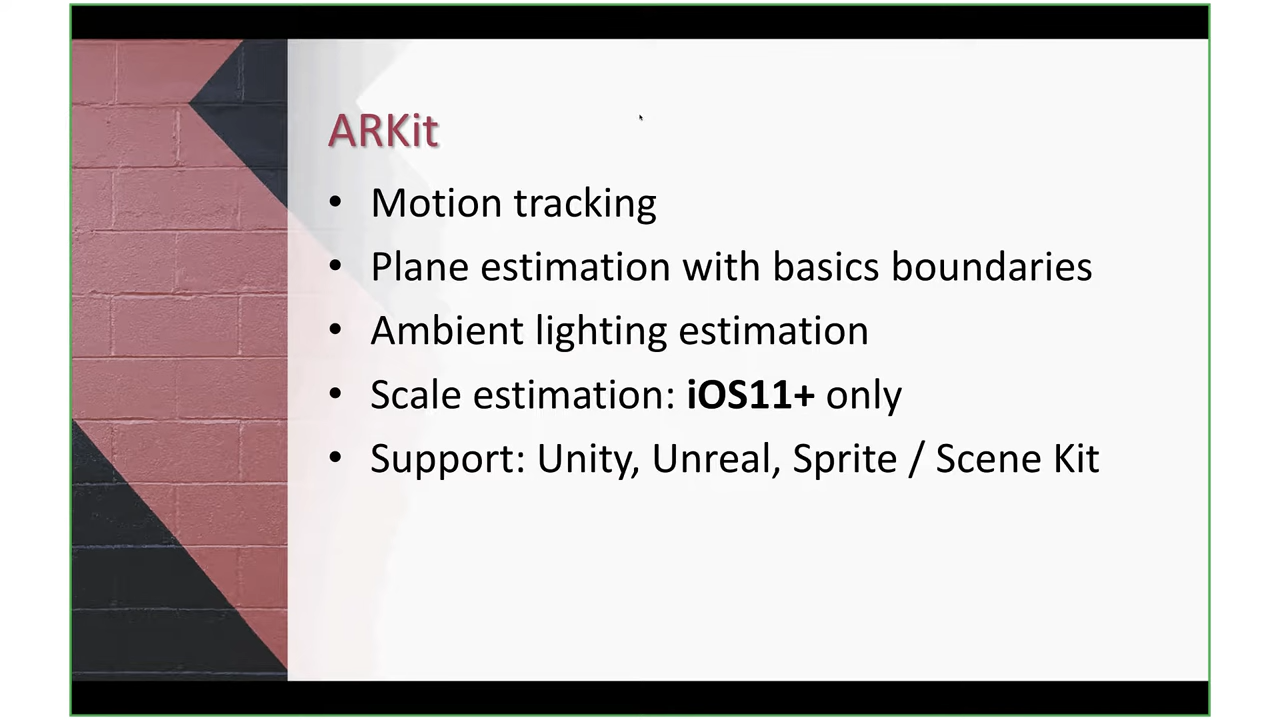 ARKit
• Motion tracking
• Plane estimation with basics boundaries
• Ambient lighting estimation
• Scale estimation: iOS11+ only
• Support: Unity, Unreal, Sprite / Scene Kit